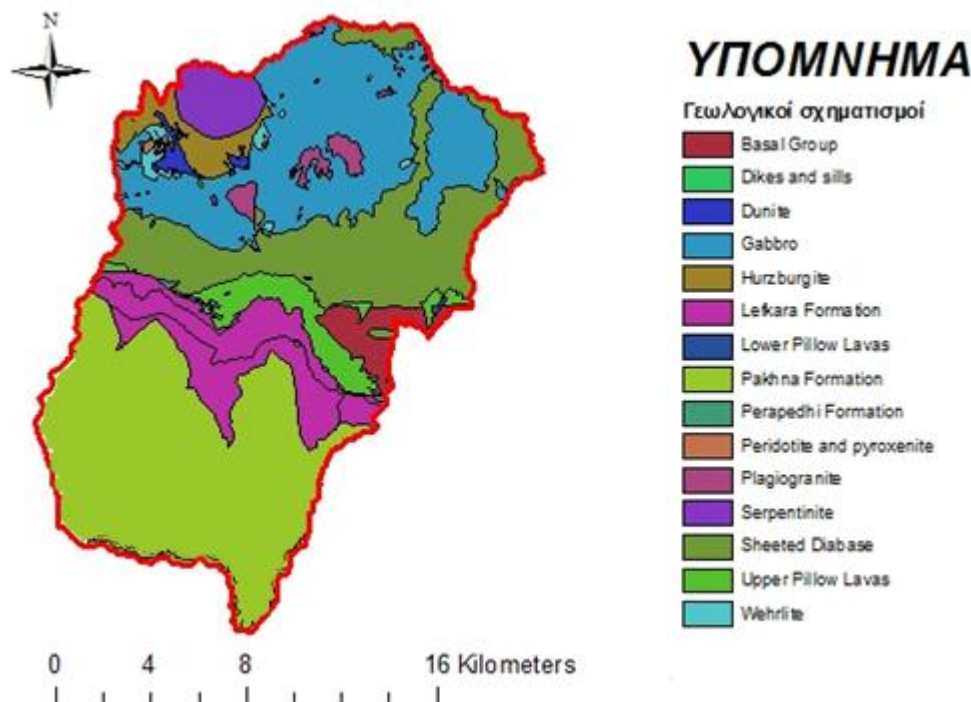 N
ΥΠΟΜΝΗΜΑ
Γεωλογικοί σχηματισμοί
Basal Group
Dikes and sills
Dunite
Gabbro
Hurzburgite
Lefkara Formation
Lower Pillow Lavas
Pakhna Formation
Perapedhi Formation
Peridotite and pyroxenite
Plagiogranite
Serpentinite
Sheeted Diabase
Upper Pillow Lavas
Wehrlite
0 4 8 16 Kilometers